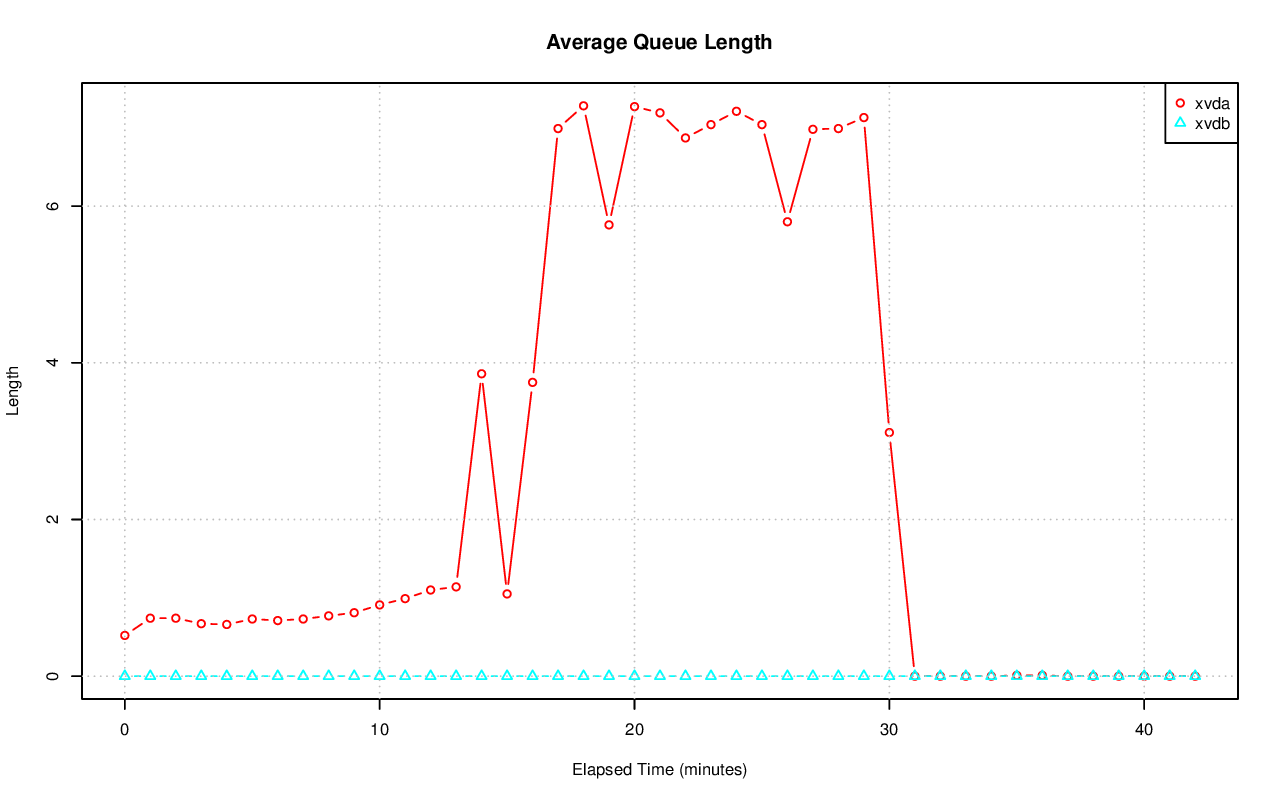 Average Queue Length
xvda
xvdb
Length
6
4
2
0
0 10 20 30 40
Elapsed Time (minutes)